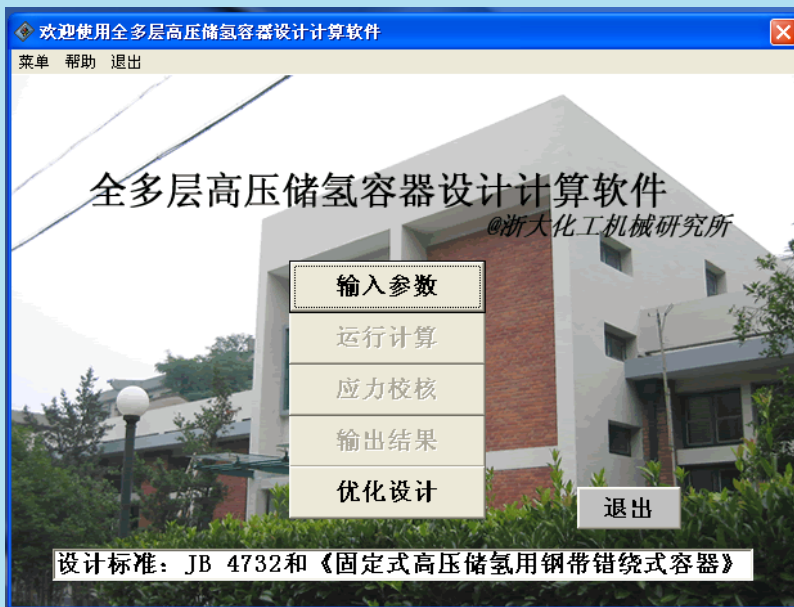 欢迎使用全多层高压储氢容器设计计算软件
菜单 帮助 退出
全多层高压储氢容器设计计算软件
@浙大化工机械研究所
输入参数
运行计算
应力校核
输出结果
优化设计
退出
设计标准：JB 4732和《固定式高压储氢用钢带错绕式容器》